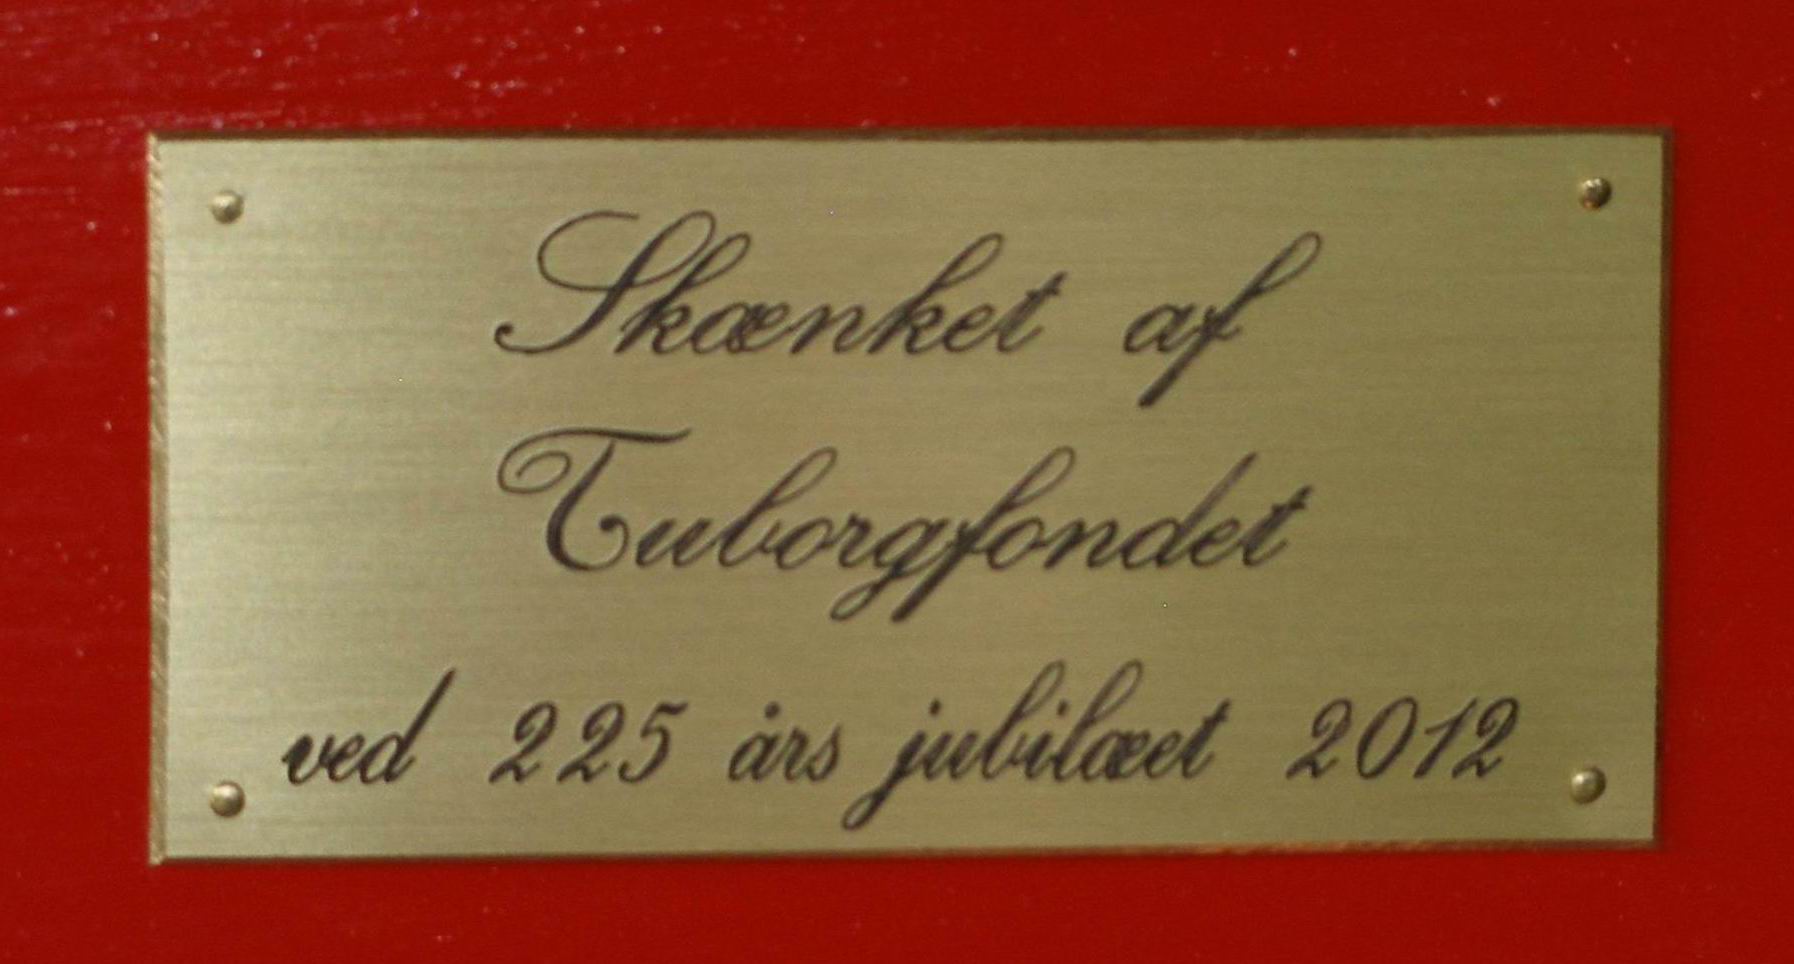 Skænket af
Tuborgfondet
ved 225 års jubilæet 2012